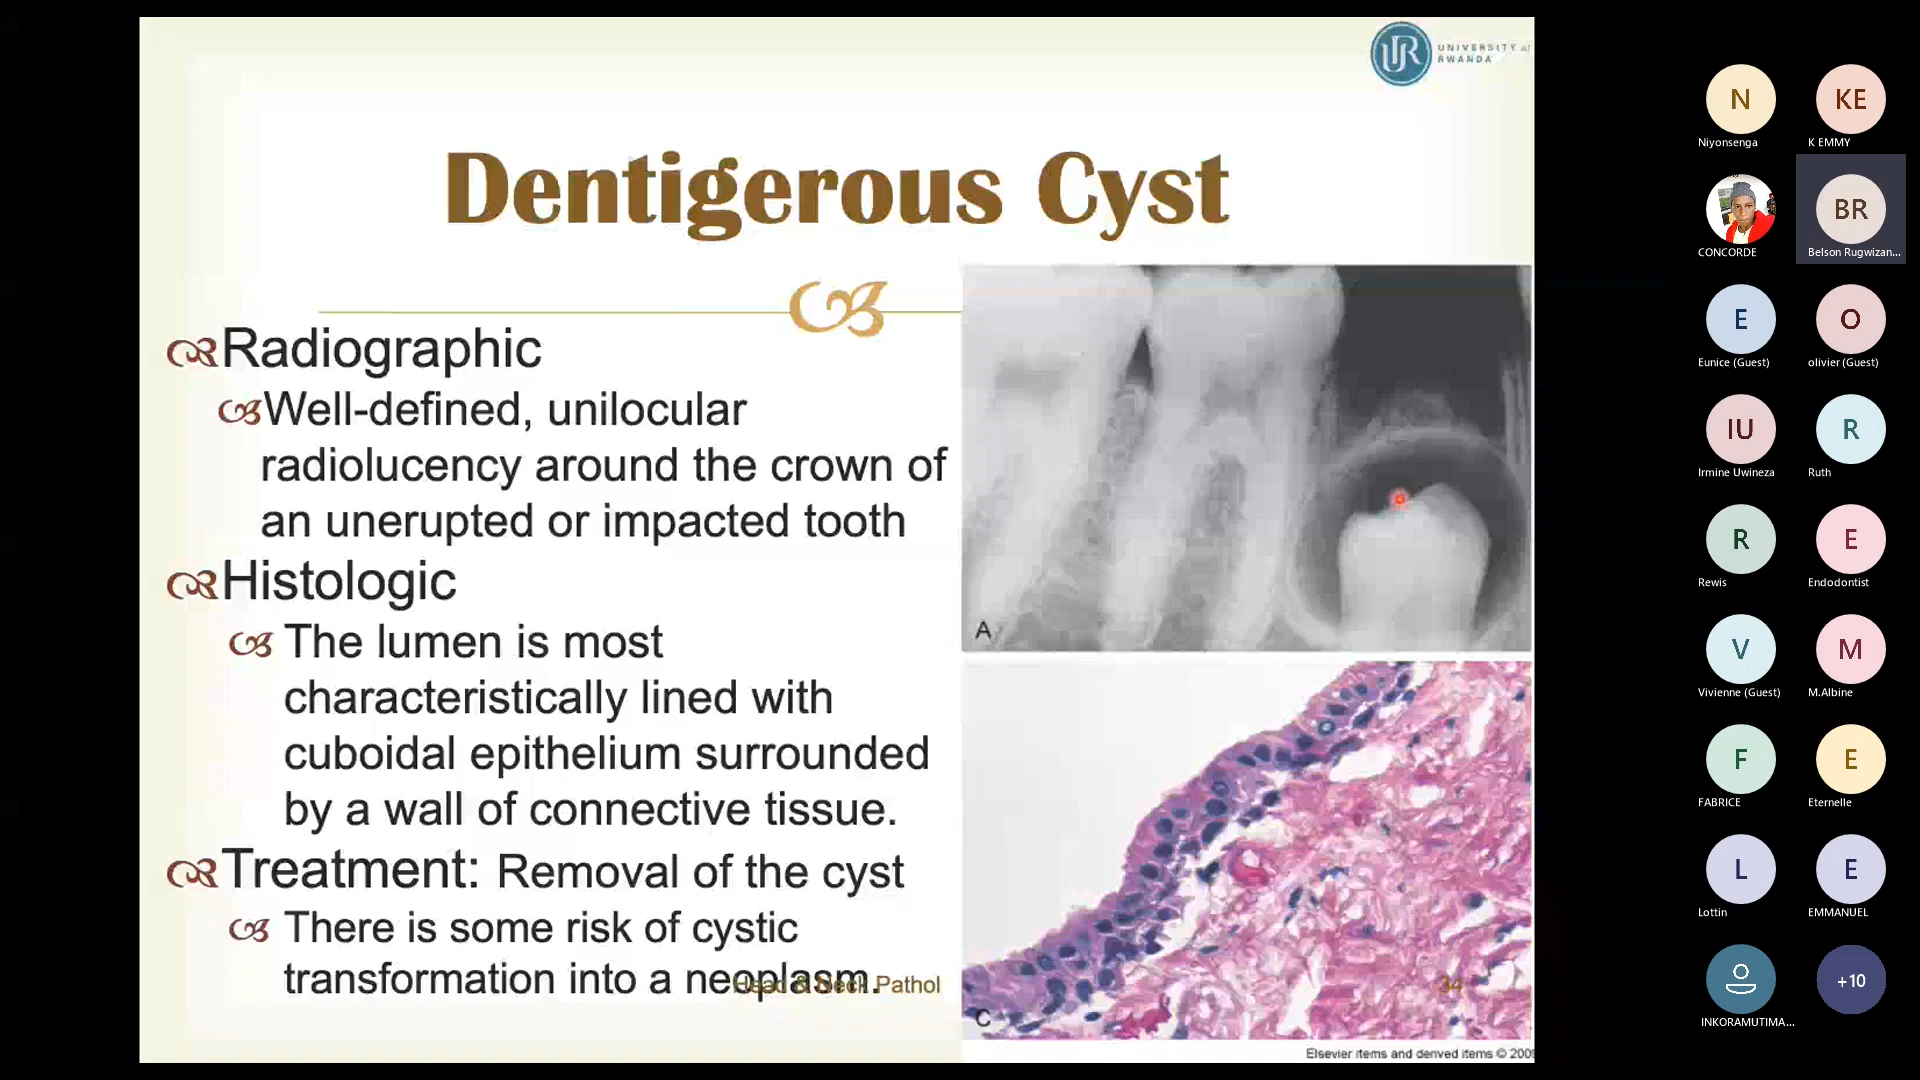 UNIVERSITY of
RWANDA
Dentigerous Cyst
Radiographic
Well-defined, unilocular
radiolucency around the crown of
an unerupted or impacted tooth
Histologic
The lumen is most
characteristically lined with
cuboidal epithelium surrounded
by a wall of connective tissue.
Treatment: Removal of the cyst
There is some risk of cystic
transformation into a neoplasm.
Head & Neck Pathol
34
A
C
Elsevier items and derived items © 2009
N
Niyonsenga
KE
K EMMY
CONCORDE
BR
Belson Rugwizan...
E
Eunice (Guest)
O
olivier (Guest)
IU
Irmine Uwineza
R
Ruth
R
Rewis
E
Endodontist
V
Vivienne (Guest)
M
M.Albine
F
FABRICE
E
Eternelle
L
Lottin
E
EMMANUEL
INKORAMUTIMA...
+10